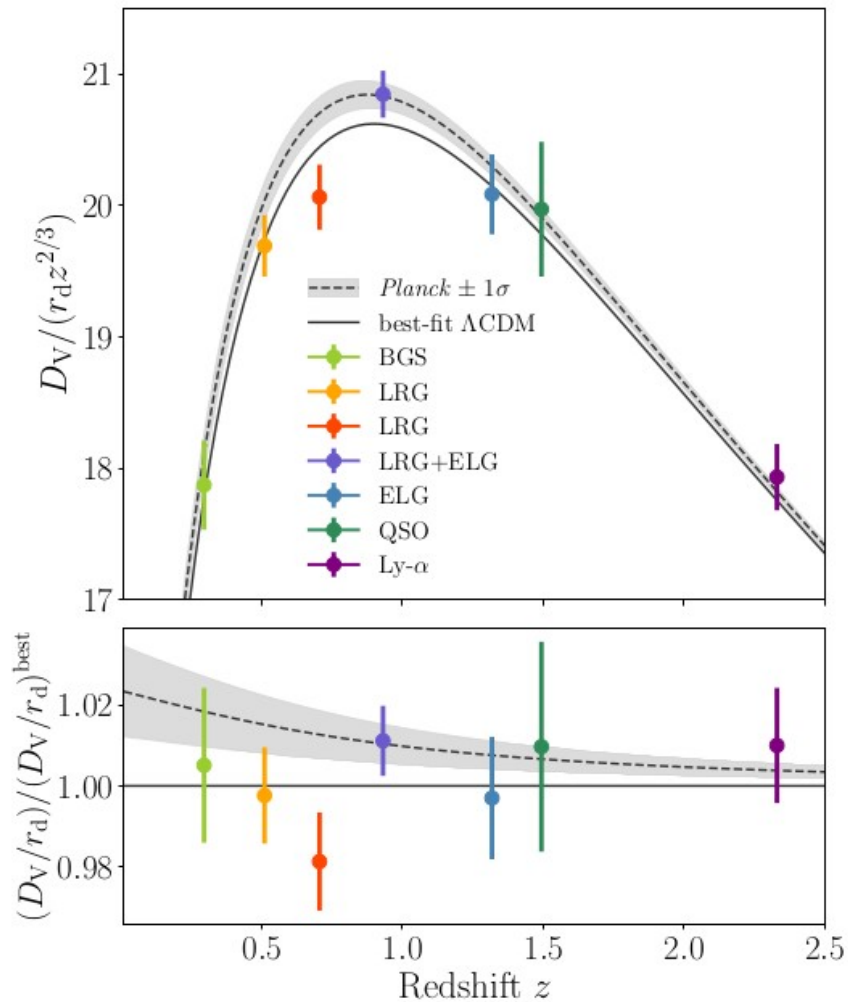 21
20
19
18
17
D_V/(r_d z^{2/3})
Planck ± 1σ
best-fit ΛCDM
BGS
LRG
LRG
LRG+ELG
ELG
QSO
Ly-α
1.02
1.00
0.98
(D_V/r_d)/(D_V/r_d)^{best}
0.5 1.0 1.5 2.0 2.5
Redshift z